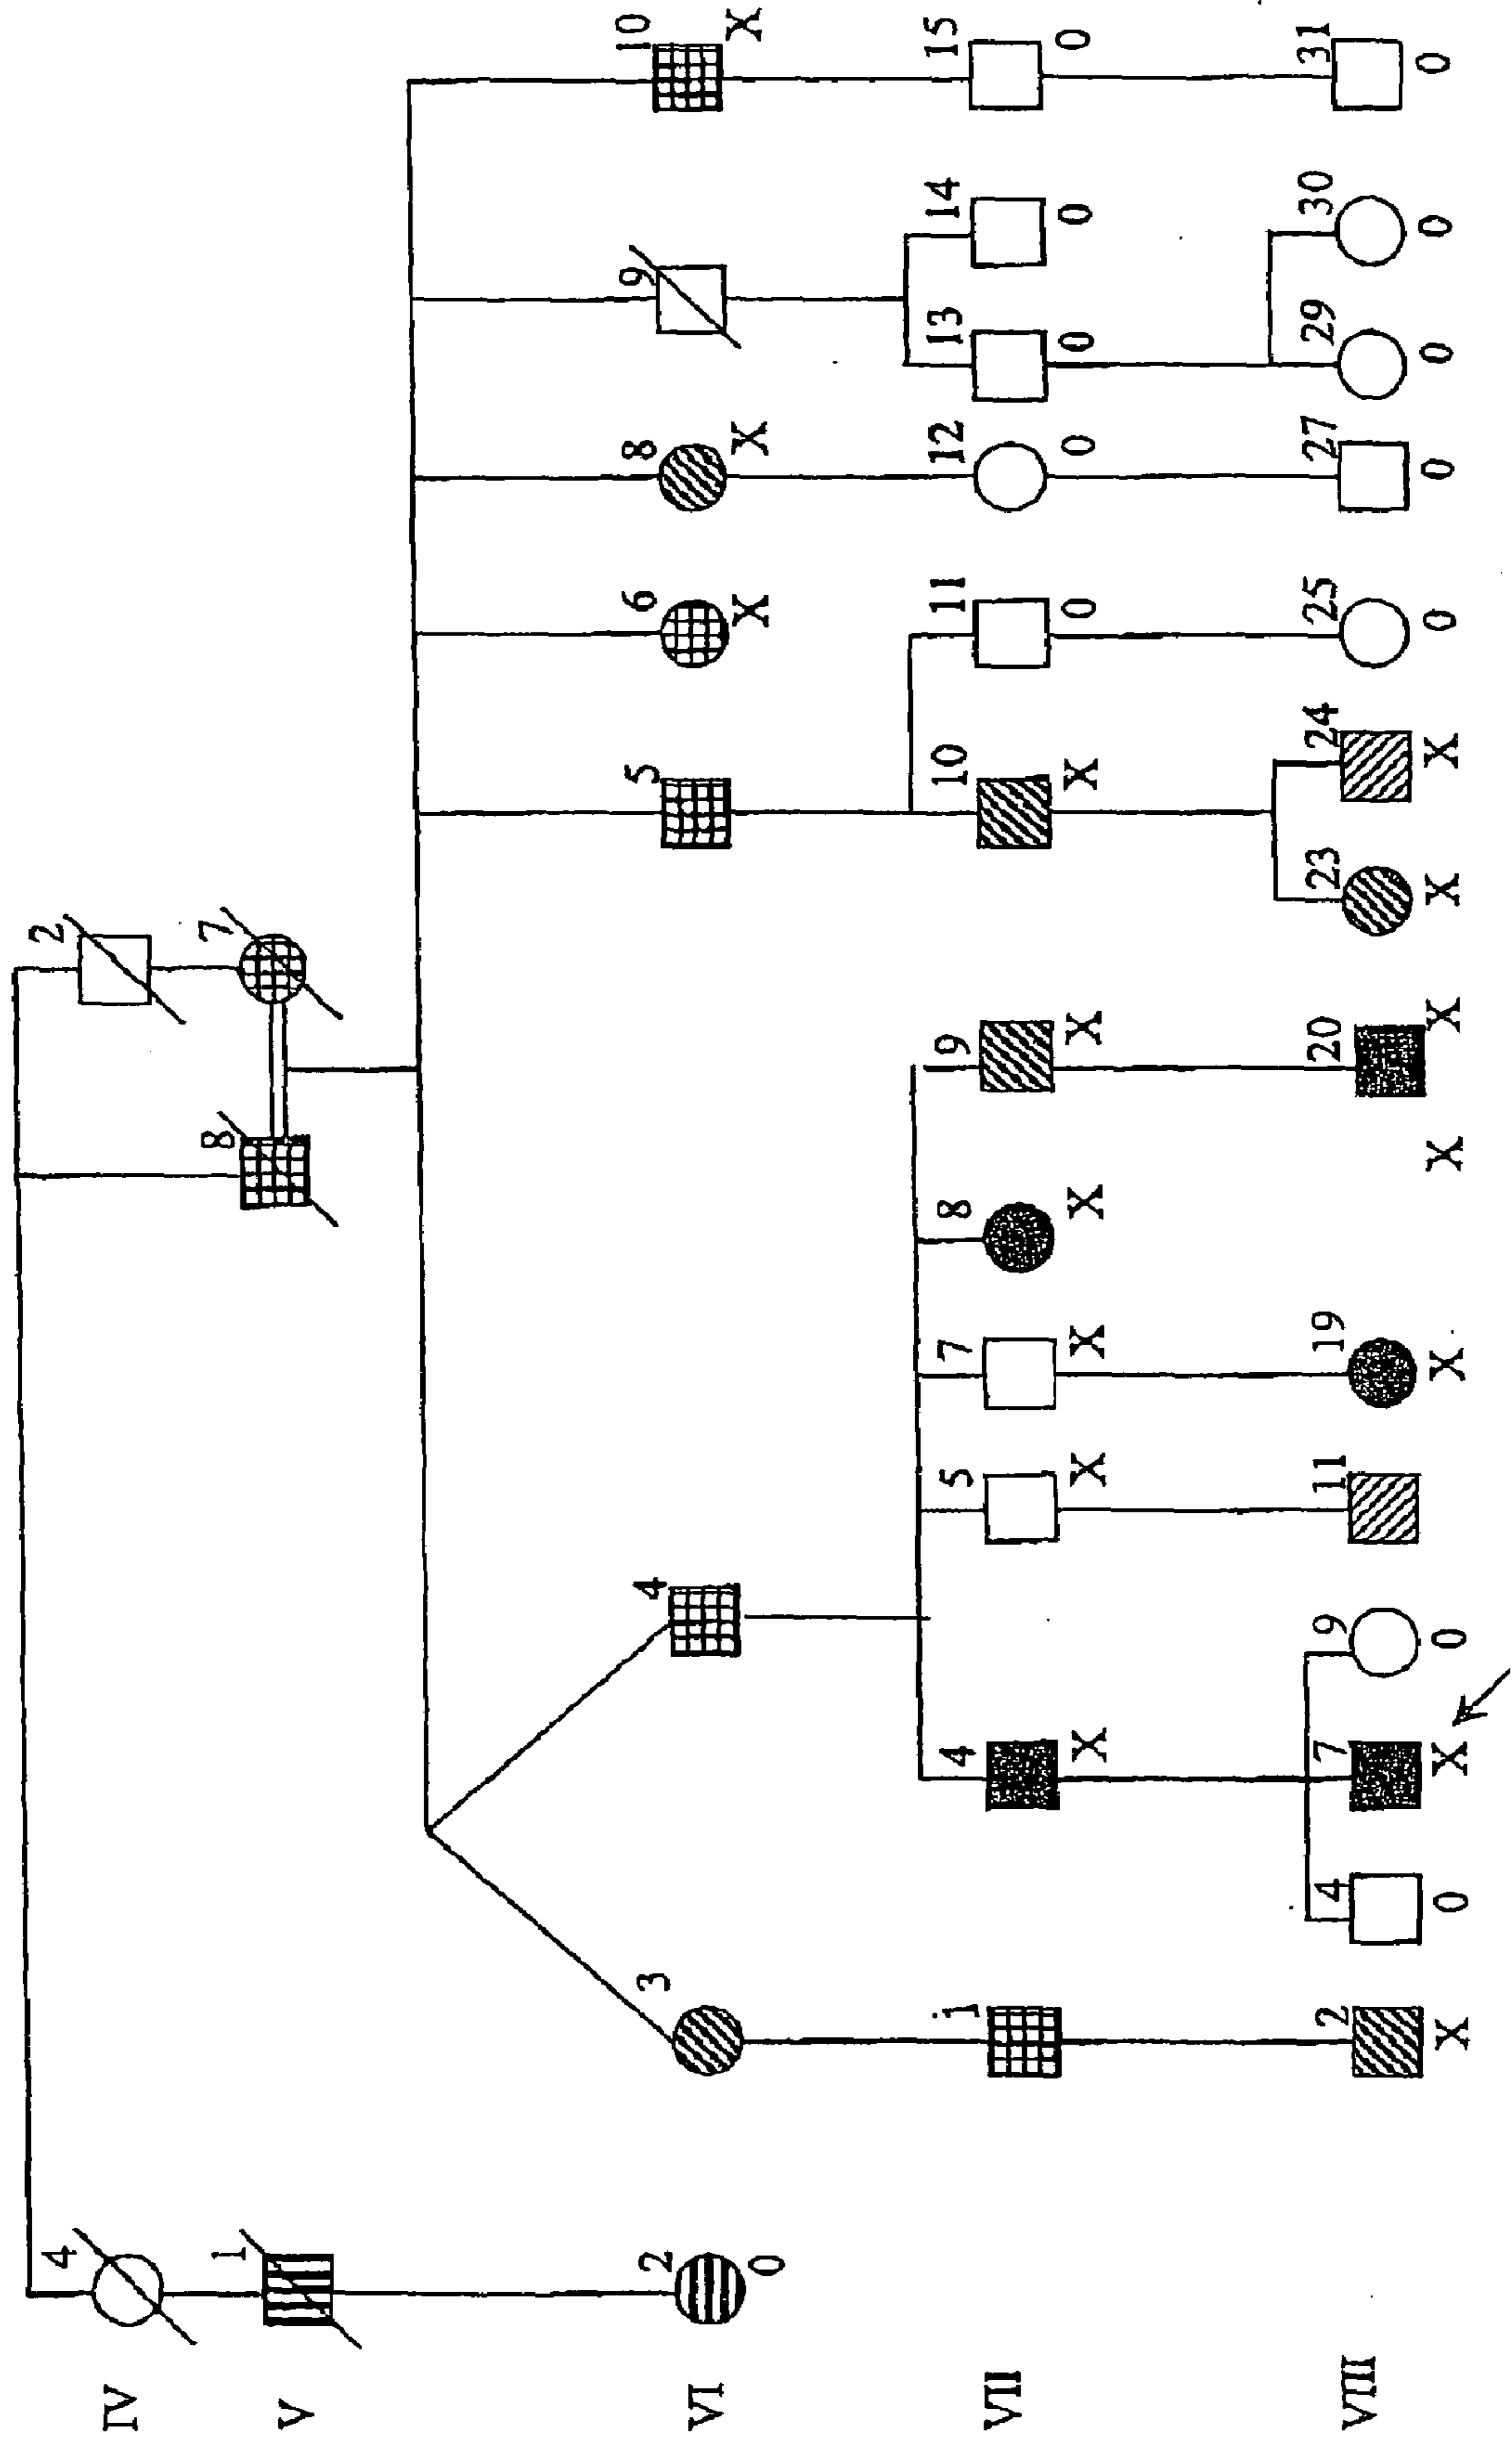 4 2
IV
1 8 7
V
2 3 4 5 6 8 9 10
VI
0 X X X
1 4 5 7 8 9 10 11 12 13 14 15
VII
X X X X X X 0 0 0 0 0
2 4 7 9 11 19 20 23 24 25 27 29 30 31
VIII
X 0 X 0 X X X X X 0 0 0 0 0